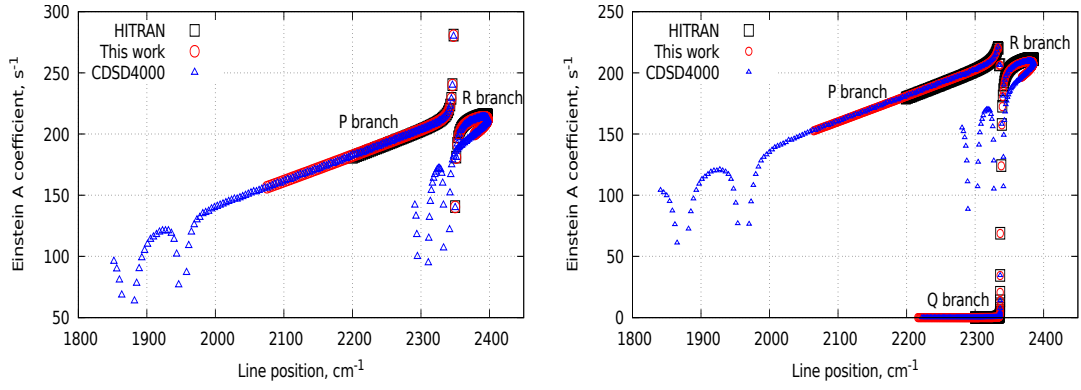 300
250
200
150
100
50
1800
1900
2000
2100
2200
2300
2400
Einstein A coefficient, s⁻¹
Line position, cm⁻¹
HITRAN
This work
CDSD4000
P branch
R branch
250
200
150
100
50
0
1800
1900
2000
2100
2200
2300
2400
Einstein A coefficient, s⁻¹
Line position, cm⁻¹
HITRAN
This work
CDSD4000
P branch
R branch
Q branch